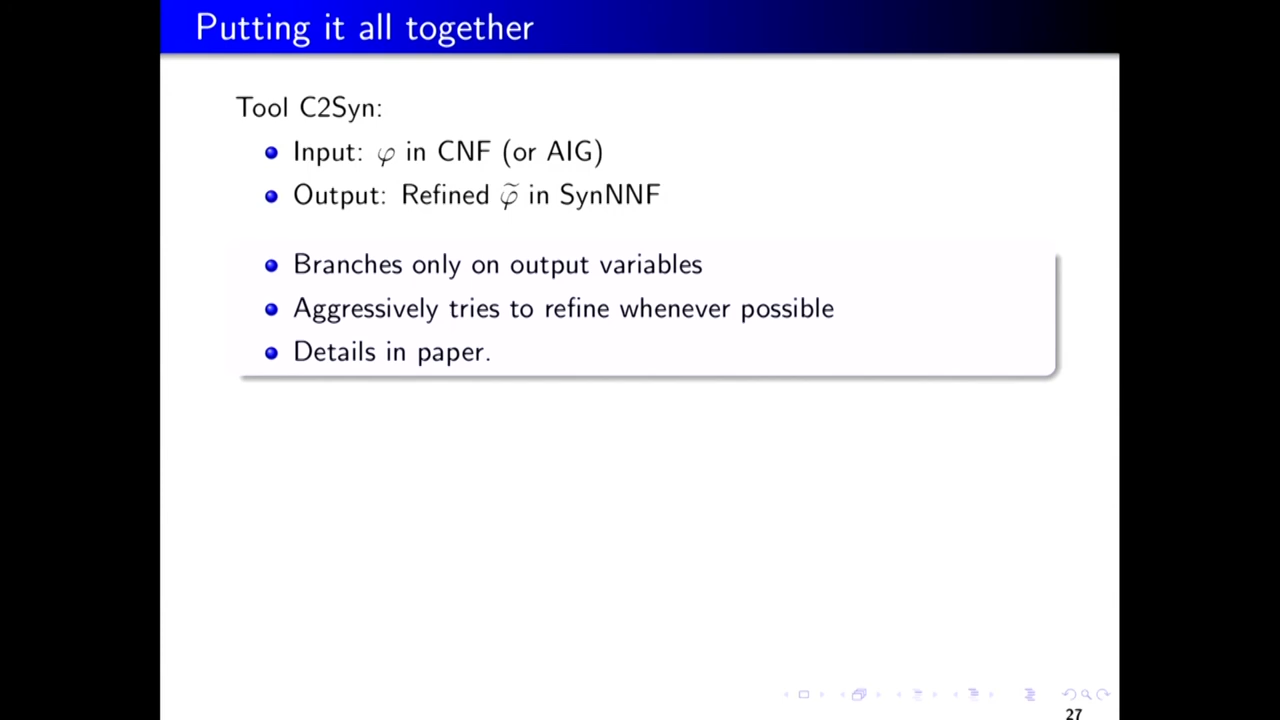 Putting it all together
Tool C2Syn:
Input: φ in CNF (or AIG)
Output: Refined φ̃ in SynNNF
Branches only on output variables
Aggressively tries to refine whenever possible
Details in paper.
27